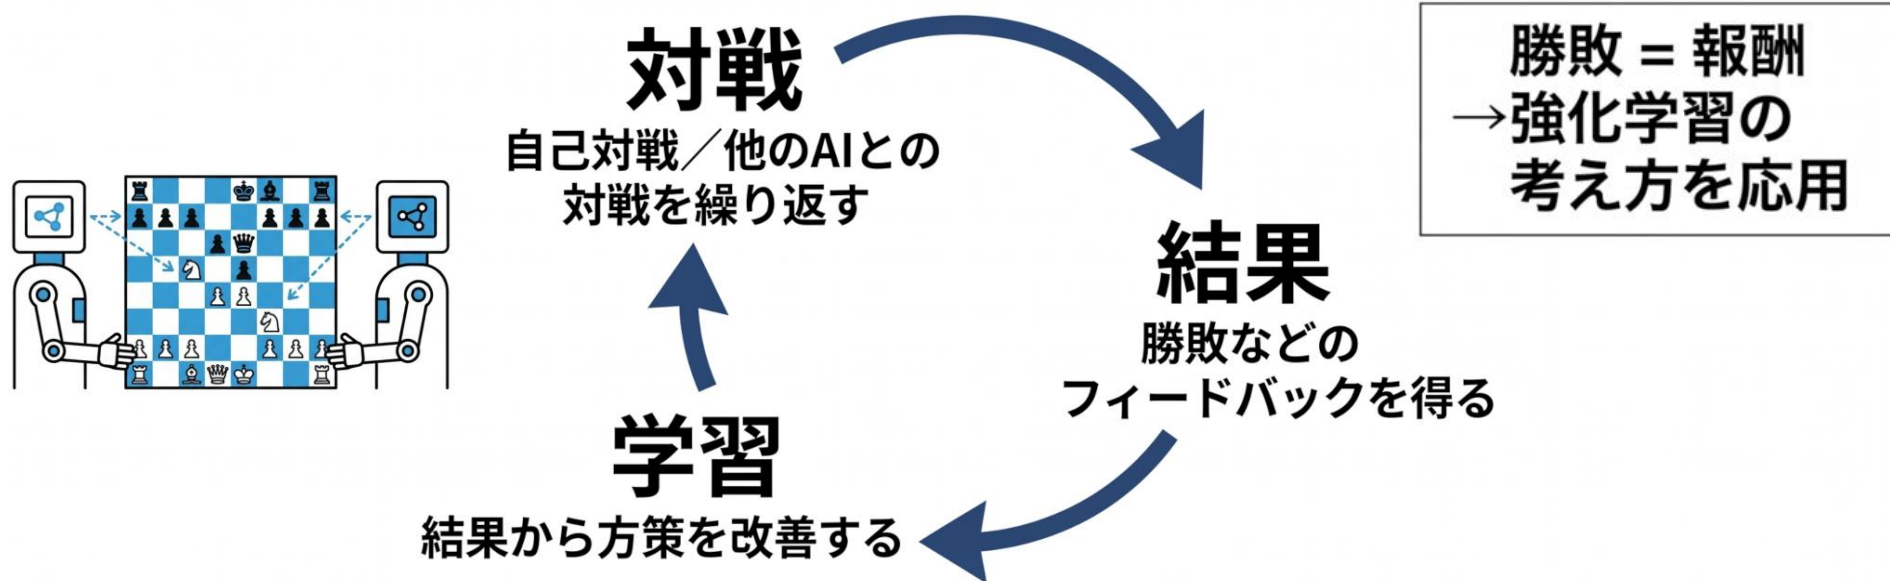 対戦
自己対戦／他のAIとの
対戦を繰り返す
結果
勝敗などの
フィードバックを得る
学習
結果から方策を改善する
勝敗 = 報酬
→強化学習の
考え方を応用